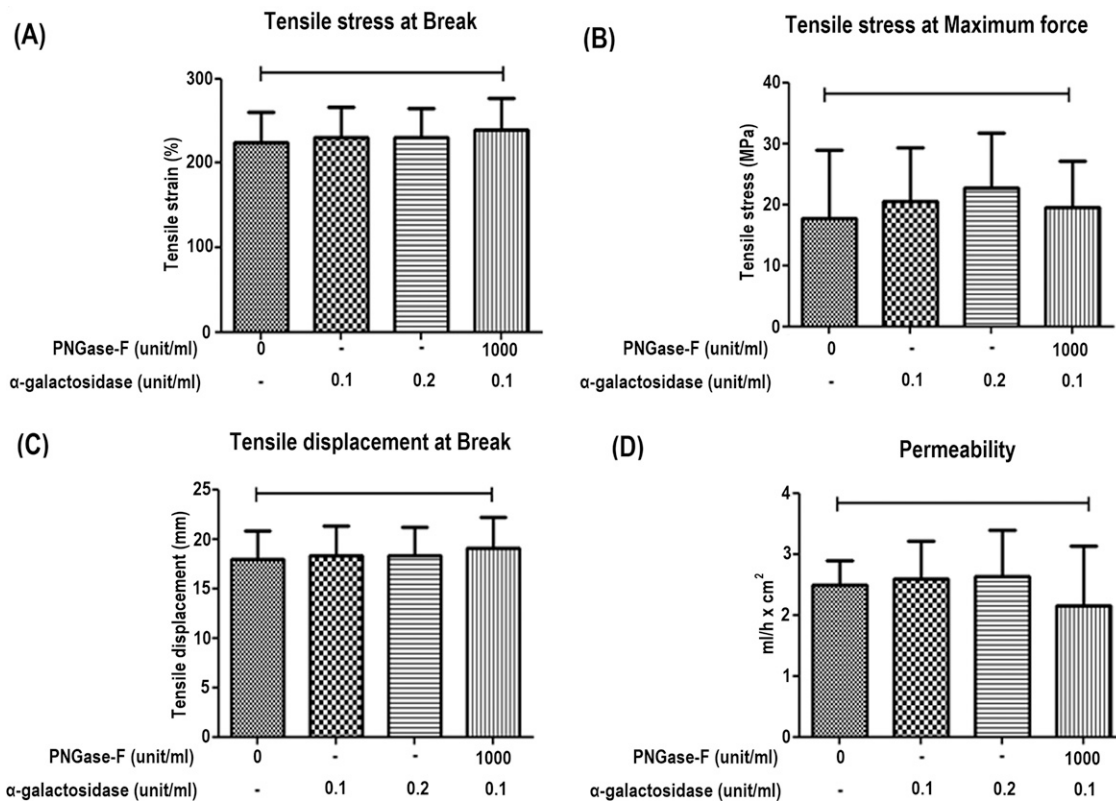 (A)
Tensile stress at Break
Tensile strain (%)
300
200
100
0
PNGase-F (unit/ml) 0 - - 1000
α-galactosidase (unit/ml) - 0.1 0.2 0.1
(B)
Tensile stress at Maximum force
Tensile stress (MPa)
40
30
20
10
0
PNGase-F (unit/ml) 0 - - 1000
α-galactosidase (unit/ml) - 0.1 0.2 0.1
(C)
Tensile displacement at Break
Tensile displacement (mm)
25
20
15
10
5
0
PNGase-F (unit/ml) 0 - - 1000
α-galactosidase (unit/ml) - 0.1 0.2 0.1
(D)
Permeability
ml/h x cm²
4
3
2
1
0
PNGase-F (unit/ml) 0 - - 1000
α-galactosidase (unit/ml) - 0.1 0.2 0.1